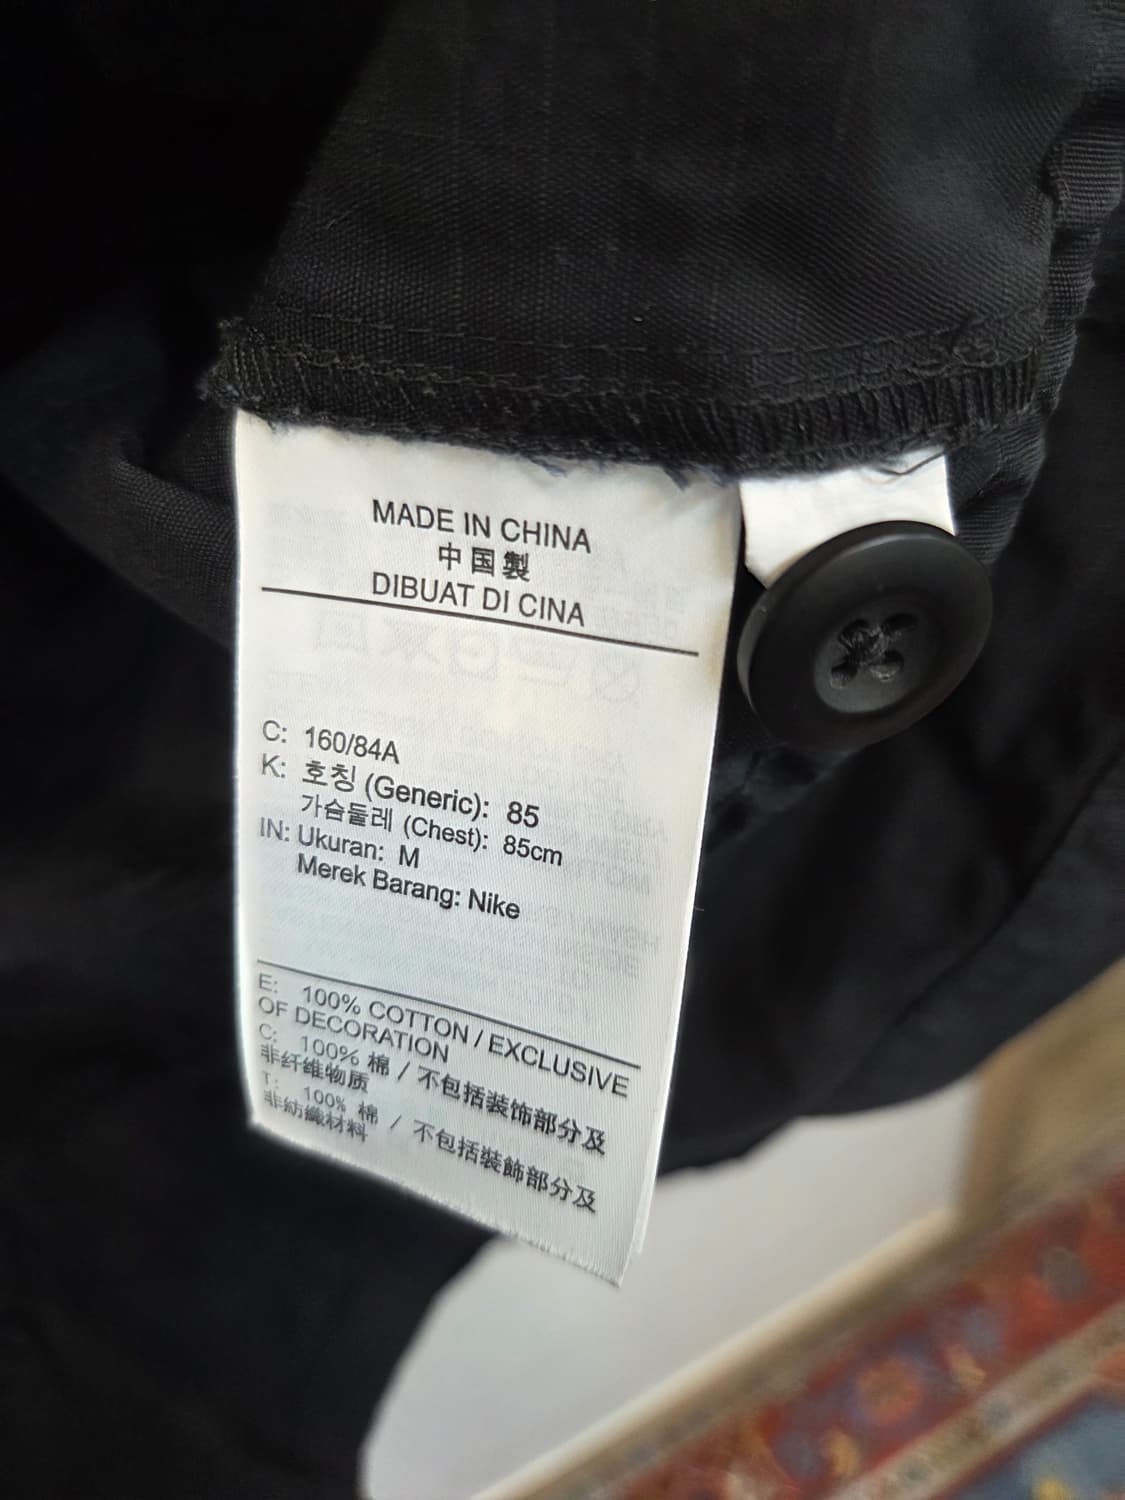 MADE IN CHINA
中国製
DIBUAT DI CINA
C: 160/84A
K: 호칭 (Generic): 85
가슴둘레 (Chest): 85cm
IN: Ukuran: M
Merek Barang: Nike
E: 100% COTTON / EXCLUSIVE
OF DECORATION
C: 100% 棉 / 不包括装饰部分及
非纤维物质
T: 100% 棉 / 不包括裝飾部分及
非紡織材料